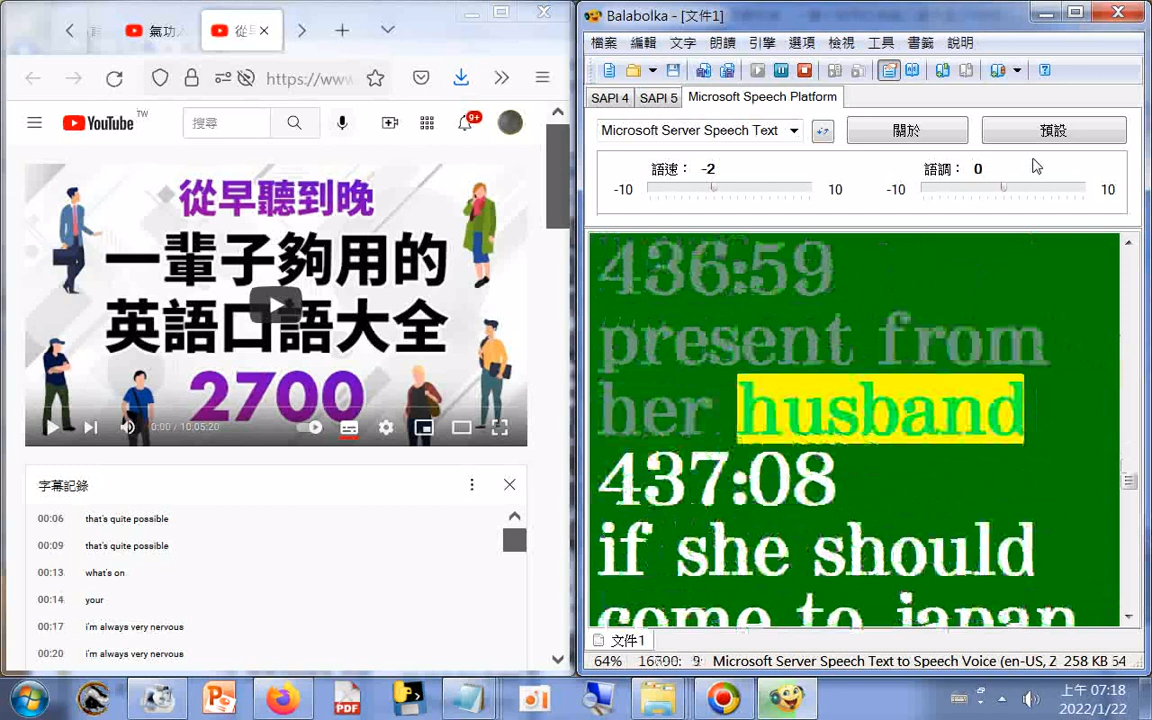 氣功
從
https://www
YouTube TW
搜尋
9+
從早聽到晚
一輩子夠用的
英語口語大全
2700
0:00 / 10:05:20
字幕記錄
00:06 that's quite possible
00:09 that's quite possible
00:13 what's on
00:14 your
00:17 i'm always very nervous
00:20 i'm always very nervous
Balabolka - [文件1]
檔案 編輯 文字 朗讀 引擎 選項 檢視 工具 書籤 說明
SAPI 4 SAPI 5 Microsoft Speech Platform
Microsoft Server Speech Text 關於 預設
語速： -2 語調： 0
-10 10 -10 10
436:59
present from
her husband
437:08
if she should
come to japan
文件1
64% 16590: 9 Microsoft Server Speech Text to Speech Voice (en-US, Z 258 KB 54
PDF
上午 07:18
2022/1/22